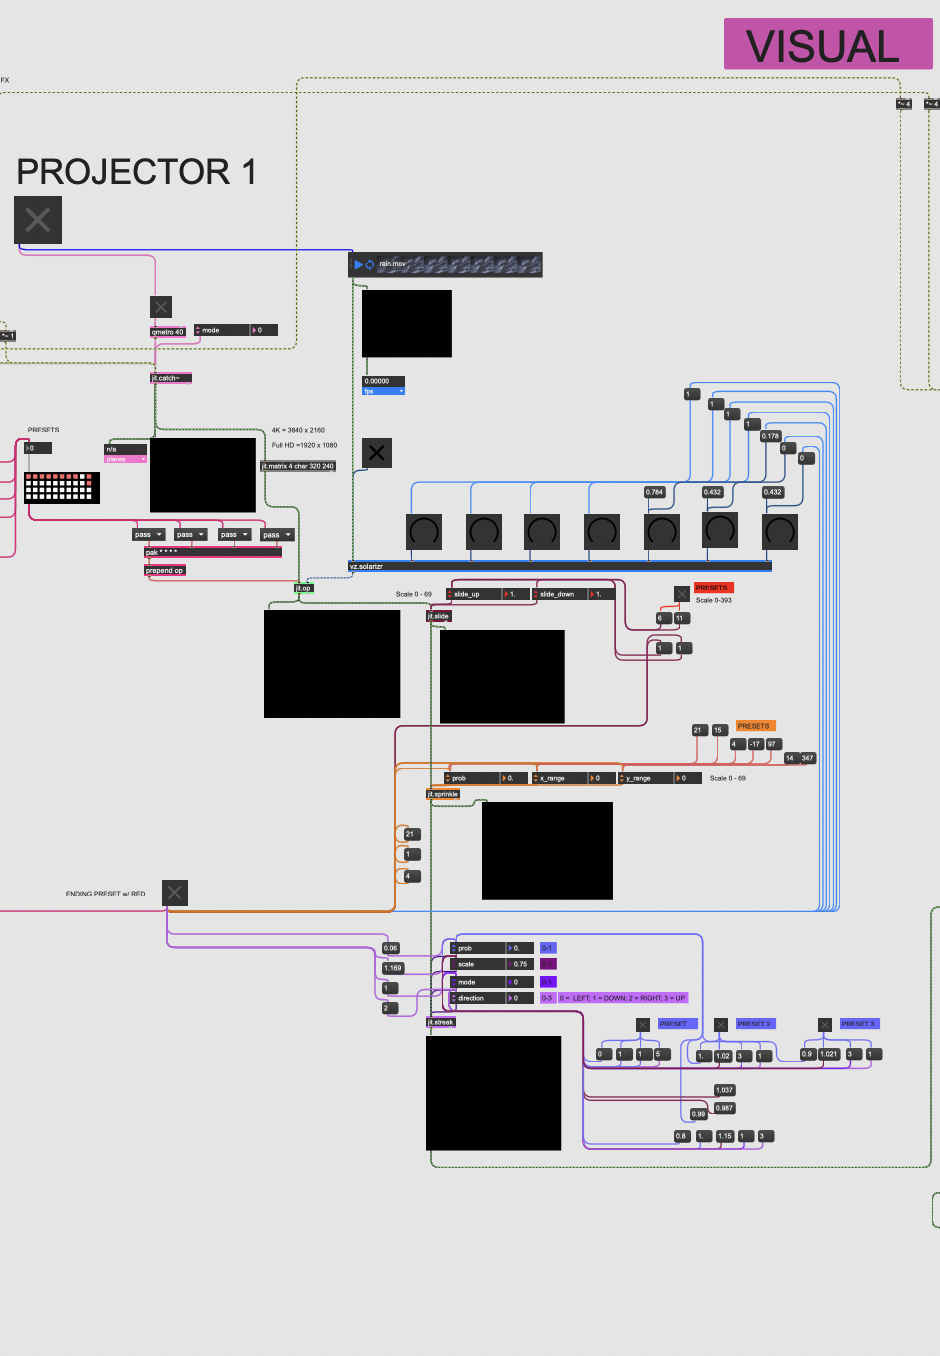 VISUAL
FX
*~ 4
*~ 4
PROJECTOR 1
rain.mov
qmetro 40
mode
0
*~ 1
jit.catch~
0.00000
fps
1
1
1
1
0.178
0
0
PRESETS
0
n/a
planes
4K = 3840 x 2160
Full HD =1920 x 1080
jit.matrix 4 char 320 240
0.784
0.432
0.432
pass
pass
pass
pass
pak * * * *
prepend op
vz.solarizr
jit.op
Scale 0 - 69
slide_up
1.
slide_down
1.
PRESETS
Scale 0-393
jit.slide
6
11
1
1
21
15
PRESETS
4
-17
97
14
347
prob
0.
x_range
0
y_range
0
Scale 0 - 69
jit.sprinkle
21
1
4
ENDING PRESET w/ RED
0.06
1.169
1
2
prob
0.
0-1
scale
0.75
0-1
mode
0
0-1
direction
0
0-3
0 = LEFT; 1 = DOWN; 2 = RIGHT; 3 = UP
jit.streak
PRESET
PRESET 2
PRESET 3
0
1
1
5
1.
1.02
3
1
0.9
1.021
3
1
1.037
0.987
0.99
0.8
1.
1.15
1
3